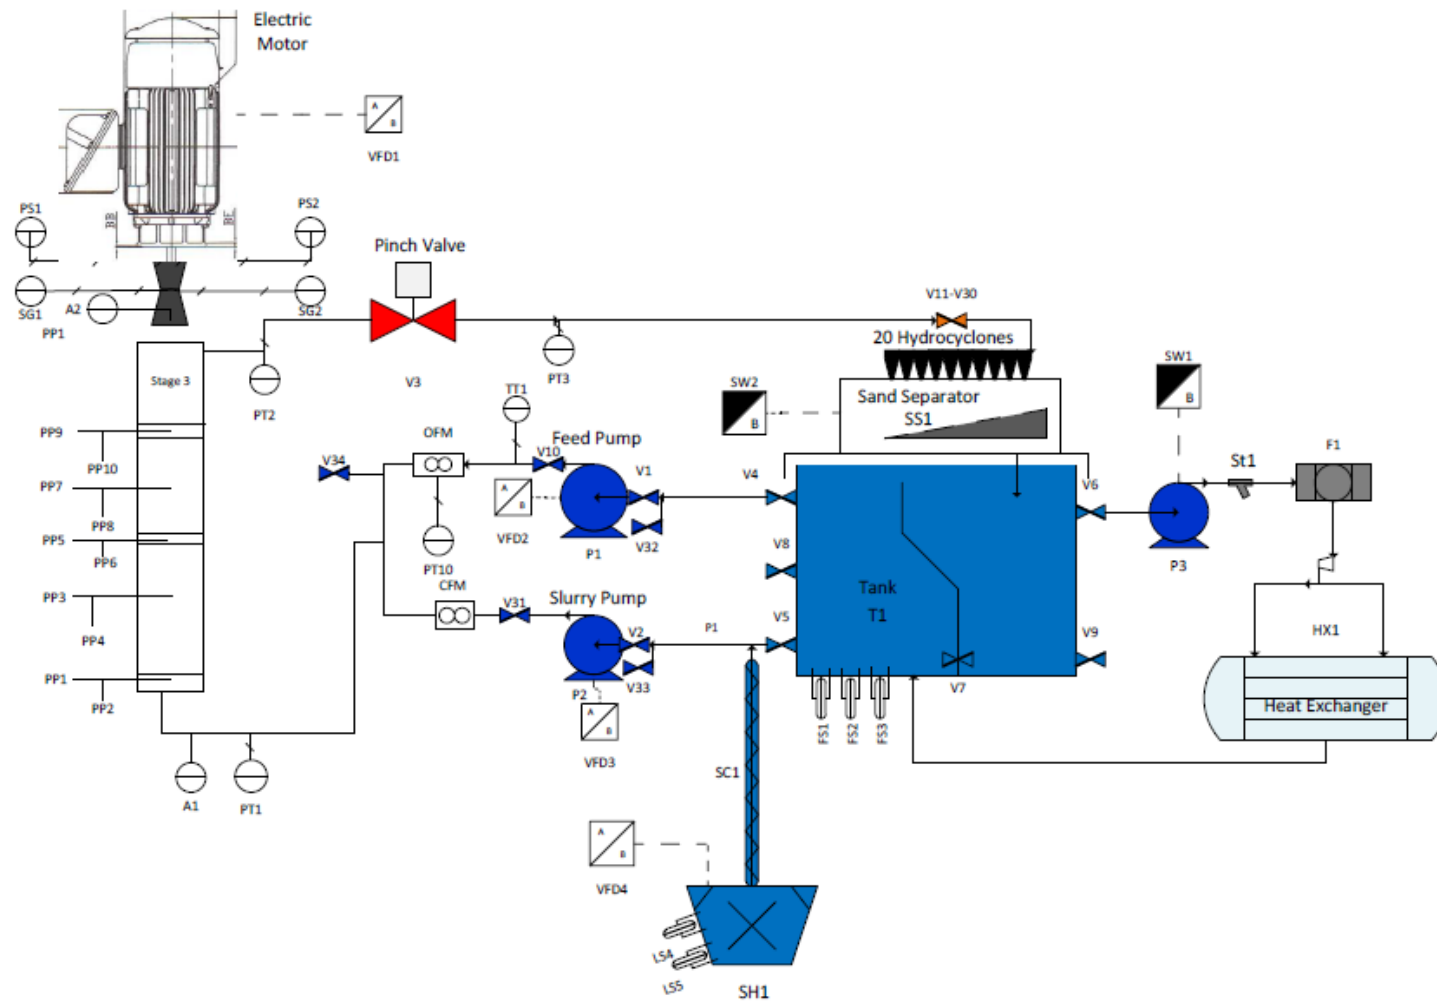 Electric
Motor
A
B
VFD1
BB
BE
PS1
PS2
SG1
A2
SG2
PP1
Pinch Valve
V3
PT2
PT3
V11-V30
20 Hydrocyclones
Sand Separator
SS1
SW2
B
SW1
B
Stage 3
PP9
PP10
PP7
PP8
PP5
PP6
PP3
PP4
PP1
PP2
A1
PT1
V34
OFM
TT1
Feed Pump
V10
V1
A
B
VFD2
P1
V32
PT10
CFM
Slurry Pump
V31
V2
V33
P2
A
B
VFD3
P1
V4
V8
V5
Tank
T1
V7
V6
V9
FS1
FS2
FS3
P3
St1
F1
HX1
Heat Exchanger
SC1
A
B
VFD4
LS4
LS5
SH1